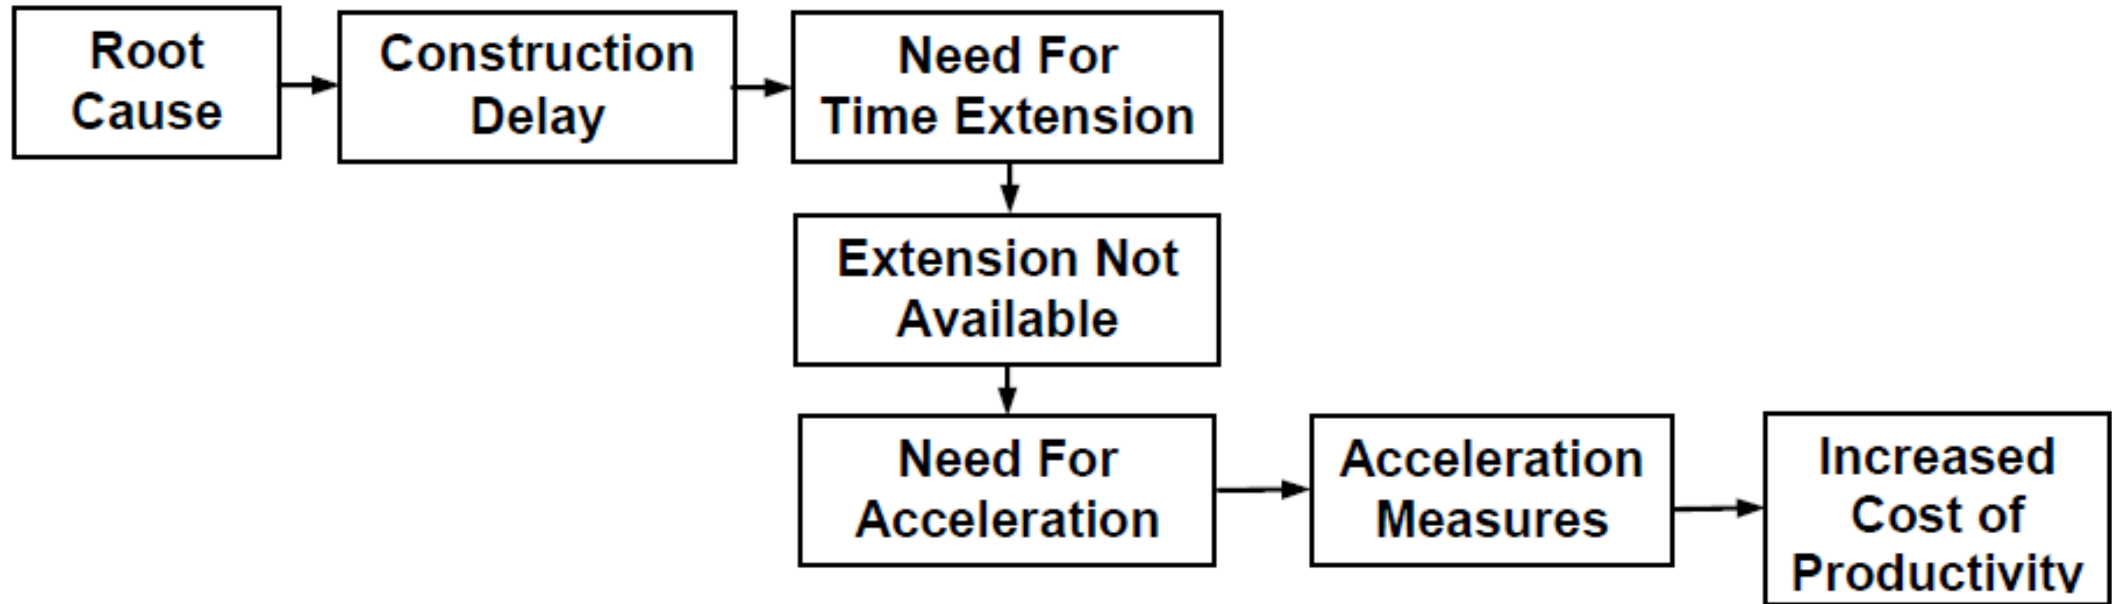 Root
Cause
Construction
Delay
Need For
Time Extension
Extension Not
Available
Need For
Acceleration
Acceleration
Measures
Increased
Cost of
Productivity